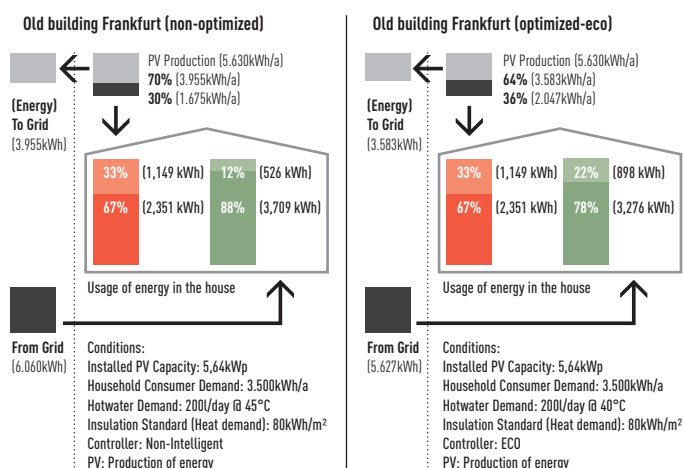 Old building Frankfurt (non-optimized)
PV Production (5.630kWh/a)
70% (3.955kWh/a)
30% (1.675kWh/a)
(Energy)
To Grid
(3.955kWh)
33% (1,149 kWh) 12% (526 kWh)
67% (2,351 kWh) 88% (3,709 kWh)
Usage of energy in the house
From Grid
(6.060kWh)
Conditions:
Installed PV Capacity: 5,64kWp
Household Consumer Demand: 3.500kWh/a
Hotwater Demand: 200l/day @ 45°C
Insulation Standard (Heat demand): 80kWh/m²
Controller: Non-Intelligent
PV: Production of energy
Old building Frankfurt (optimized-eco)
PV Production (5.630kWh/a)
64% (3.583kWh/a)
36% (2.047kWh/a)
(Energy)
To Grid
(3.583kWh)
33% (1,149 kWh) 22% (898 kWh)
67% (2,351 kWh) 78% (3,276 kWh)
Usage of energy in the house
From Grid
(5.627kWh)
Conditions:
Installed PV Capacity: 5,64kWp
Household Consumer Demand: 3.500kWh/a
Hotwater Demand: 200l/day @ 40°C
Insulation Standard (Heat demand): 80kWh/m²
Controller: ECO
PV: Production of energy